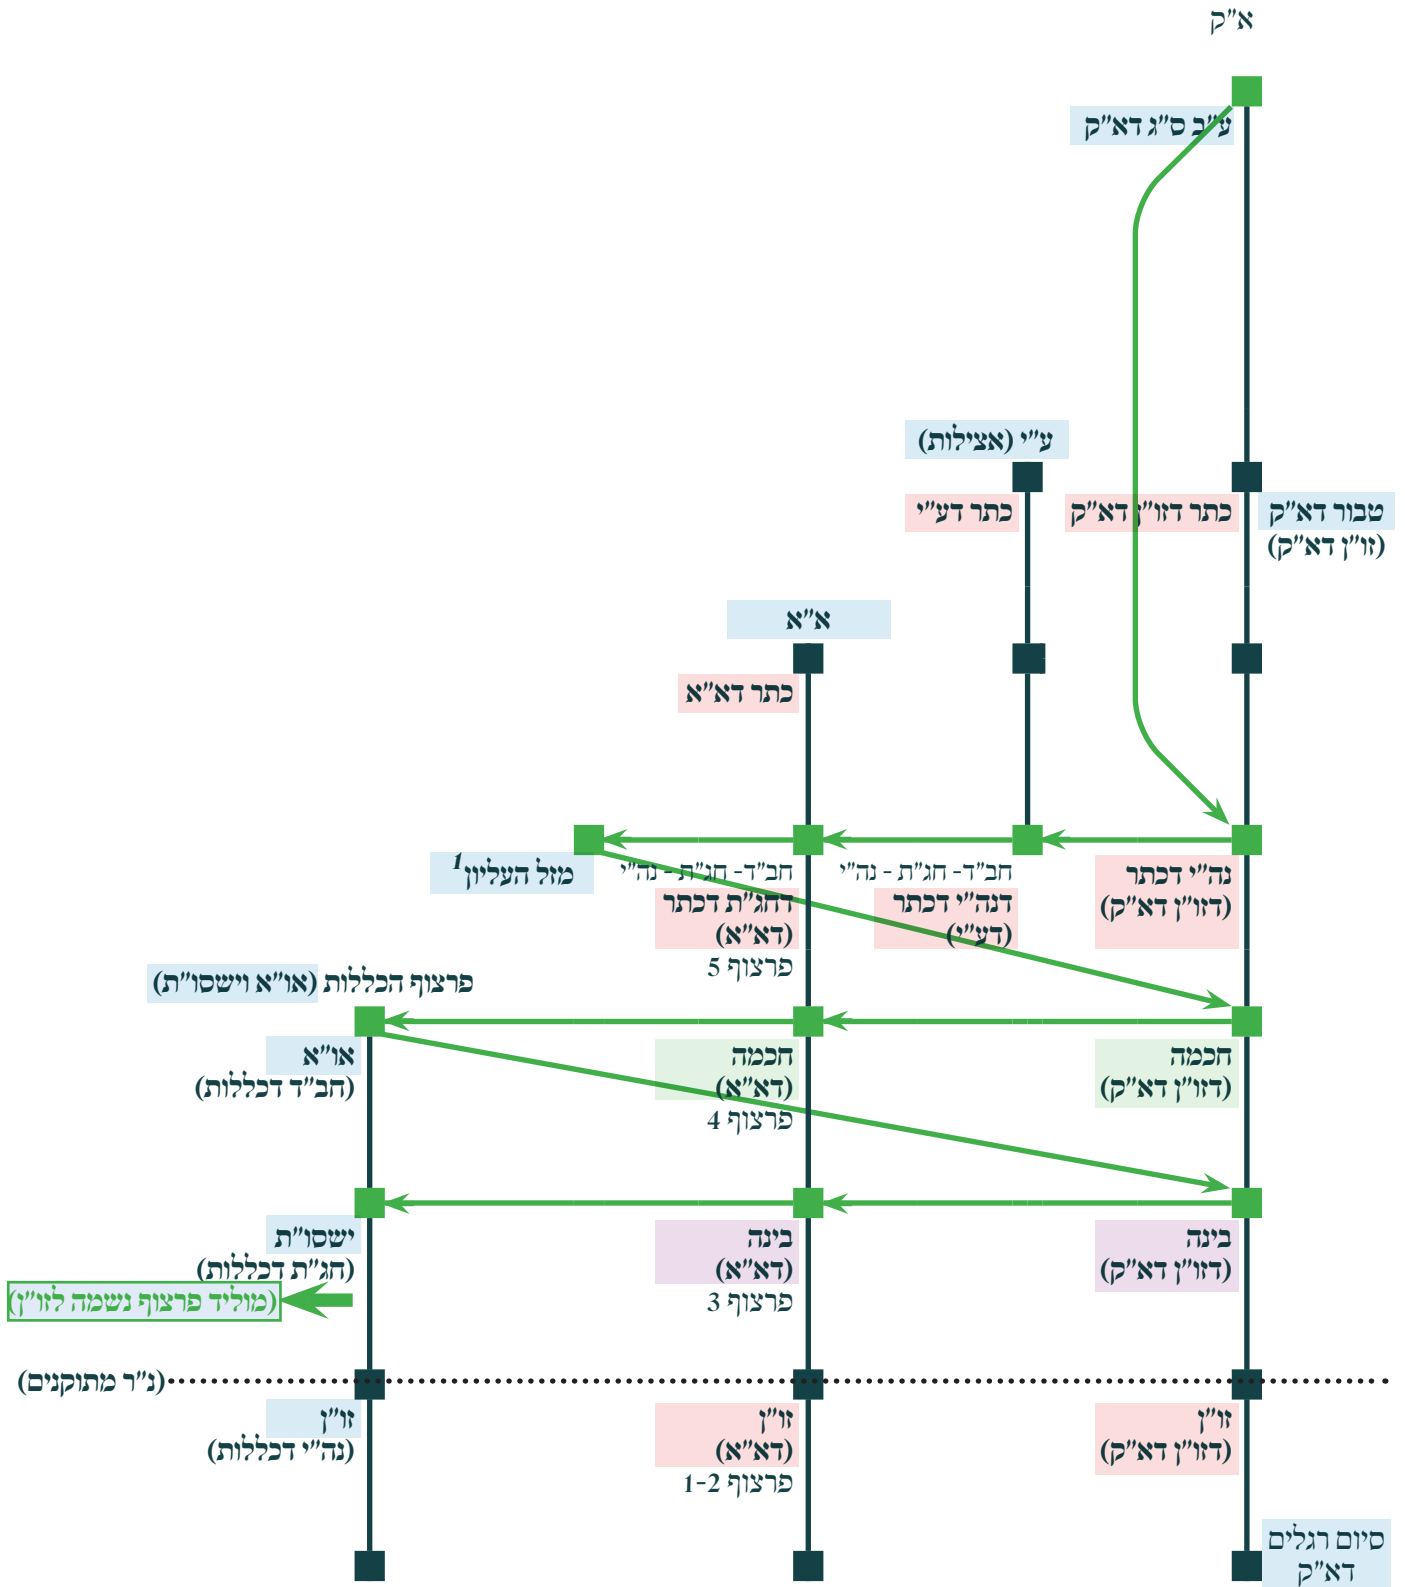 א"ק
ע"ב ס"ג דא"ק
ע"י (אצילות)
טבור דא"ק
(זו"ן דא"ק)
כתר דזו"ן דא"ק
כתר דע"י
א"א
כתר דא"א
נה"י דכתר
(דזו"ן דא"ק)
חב"ד- חג"ת - נה"י
דנה"י דכתר
(דע"י)
חב"ד- חג"ת - נה"י
דחג"ת דכתר
(דא"א)
פרצוף 5
מזל העליון1
פרצוף הכללות (או"א וישסו"ת)
חכמה
(דזו"ן דא"ק)
חכמה
(דא"א)
פרצוף 4
או"א
(חב"ד דכללות)
בינה
(דזו"ן דא"ק)
בינה
(דא"א)
פרצוף 3
ישסו"ת
(חג"ת דכללות)
(מוליד פרצוף נשמה לזו"ן)
(נ"ר מתוקנים)
זו"ן
(דזו"ן דא"ק)
זו"ן
(דא"א)
פרצוף 1-2
זו"ן
(נה"י דכללות)
סיום רגלים
דא"ק